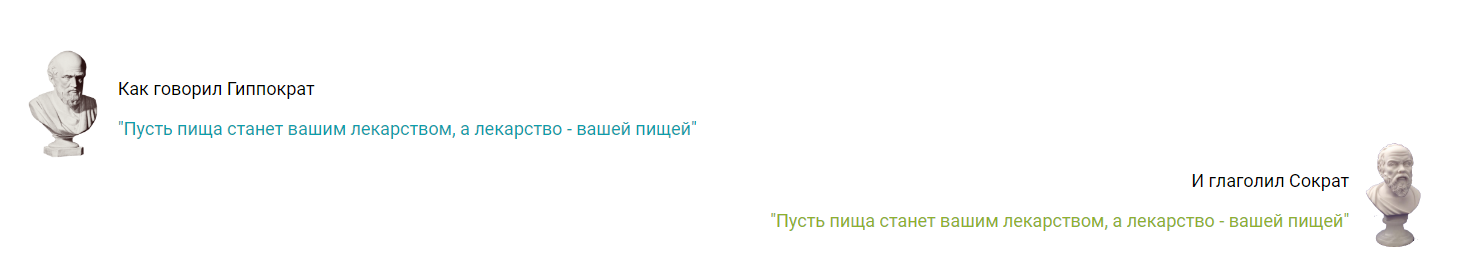 Как говорил Гиппократ
"Пусть пища станет вашим лекарством, а лекарство - вашей пищей"
И глаголил Сократ
"Пусть пища станет вашим лекарством, а лекарство - вашей пищей"